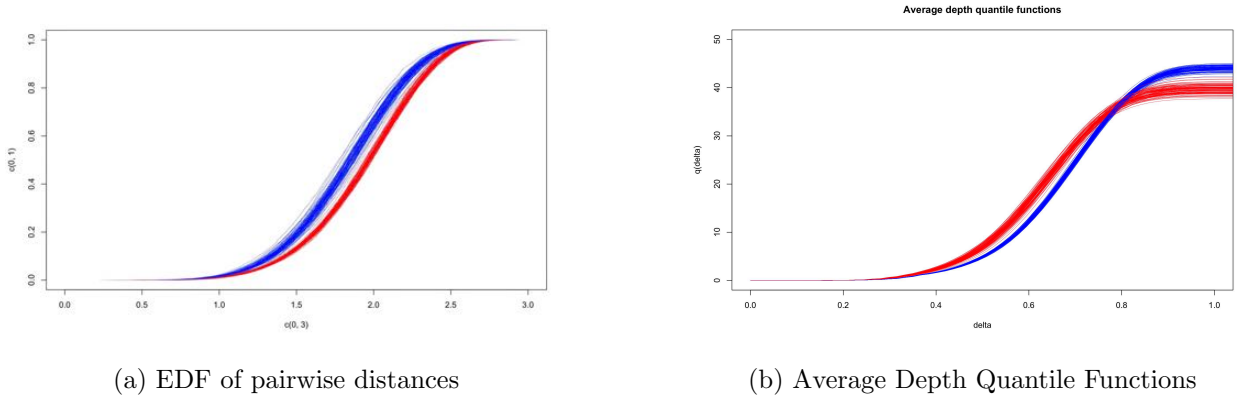 1.0
0.8
0.6
0.4
0.2
0.0
c(0, 1)
0.0 0.5 1.0 1.5 2.0 2.5 3.0
c(0, 3)
(a) EDF of pairwise distances
Average depth quantile functions
50
40
30
20
10
0
q(delta)
0.0 0.2 0.4 0.6 0.8 1.0
delta
(b) Average Depth Quantile Functions